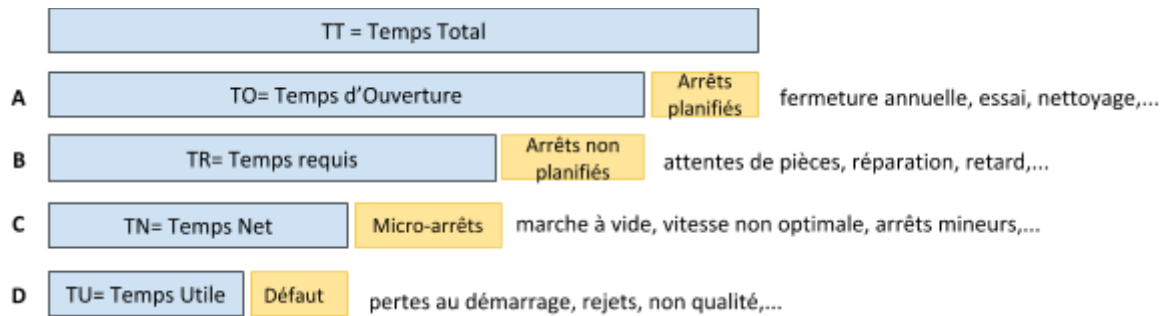 TT = Temps Total
A
TO= Temps d'Ouverture
Arrêts
planifiés
fermeture annuelle, essai, nettoyage,...
B
TR= Temps requis
Arrêts non
planifiés
attentes de pièces, réparation, retard,...
C
TN= Temps Net
Micro-arrêts
marche à vide, vitesse non optimale, arrêts mineurs,...
D
TU= Temps Utile
Défaut
pertes au démarrage, rejets, non qualité,...